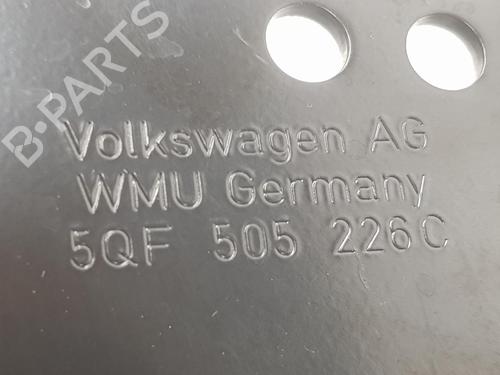 B-PARTS
Volkswagen AG
WMU Germany
5QF 505 226C